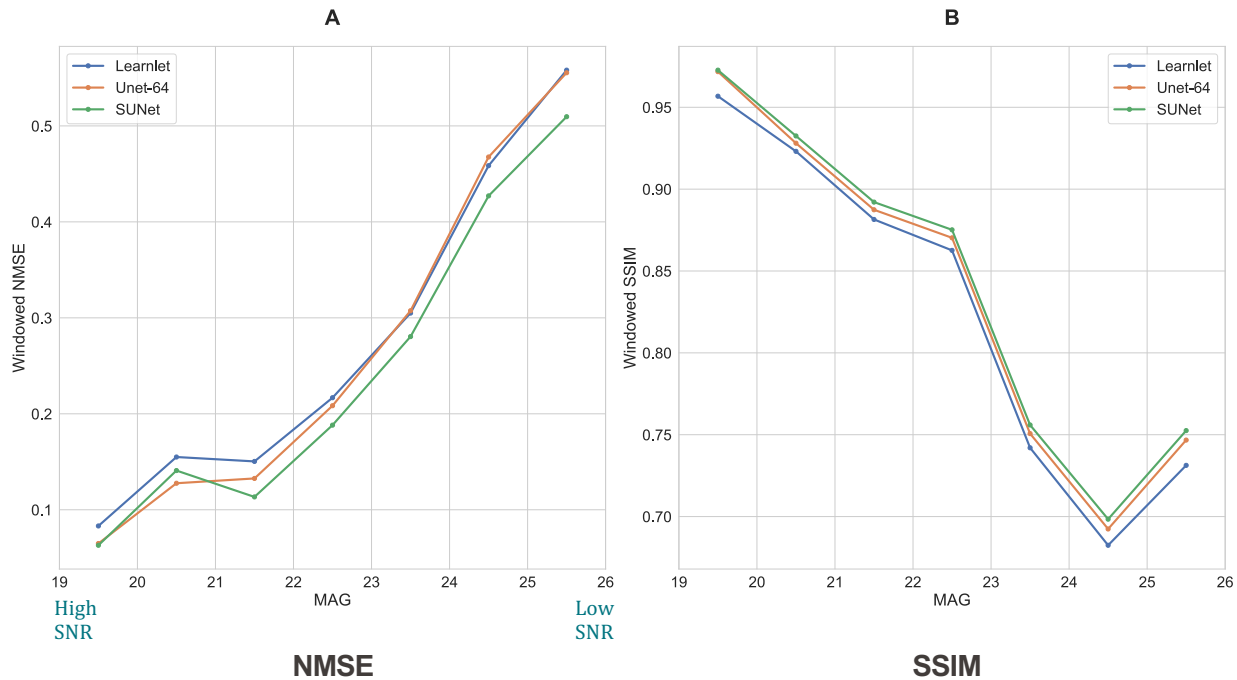 A
Learnlet
Unet-64
SUNet
Windowed NMSE
0.5
0.4
0.3
0.2
0.1
19 20 21 22 23 24 25 26
MAG
High
SNR
Low
SNR
NMSE
B
Learnlet
Unet-64
SUNet
Windowed SSIM
0.95
0.90
0.85
0.80
0.75
0.70
19 20 21 22 23 24 25 26
MAG
SSIM